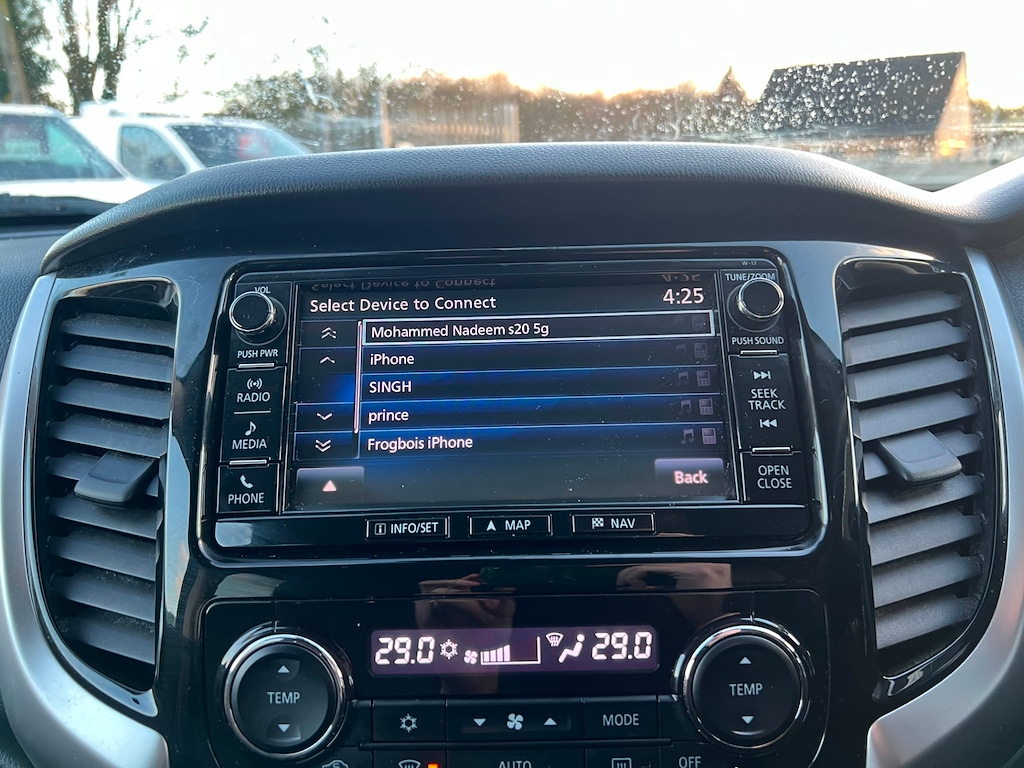 W-17
VOL
TUNE/ZOOM
Select Device to Connect 4:25
PUSH PWR
PUSH SOUND
Mohammed Nadeem s20 5g
iPhone
SINGH
prince
Frogbois iPhone
Back
RADIO
MEDIA
PHONE
SEEK
TRACK
OPEN
CLOSE
INFO/SET MAP NAV
29.0 29.0
TEMP TEMP
MODE
AUTO OFF